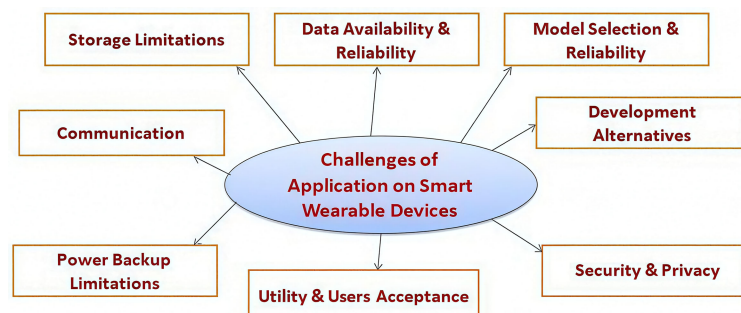 Storage Limitations
Data Availability &
Reliability
Model Selection &
Reliability
Communication
Development
Alternatives
Challenges of
Application on Smart
Wearable Devices
Power Backup
Limitations
Utility & Users Acceptance
Security & Privacy